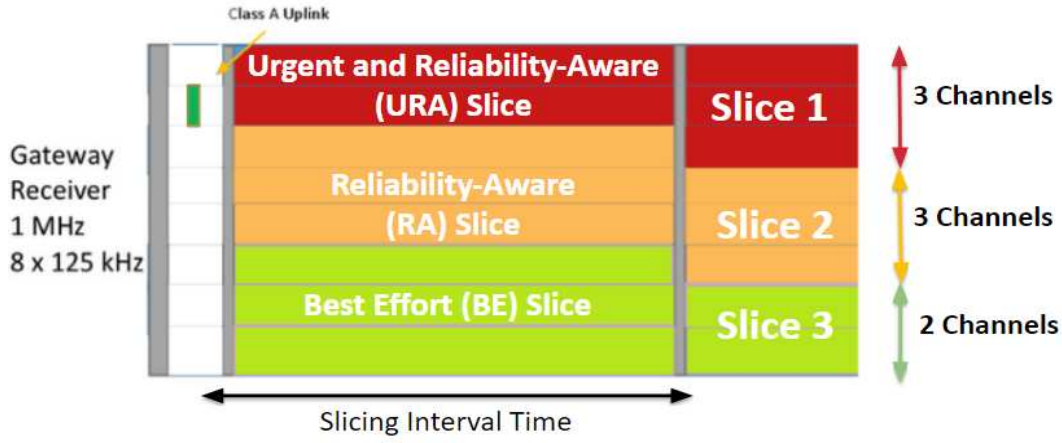 Class A Uplink
Urgent and Reliability-Aware
(URA) Slice
Slice 1
3 Channels
Gateway
Receiver
1 MHz
8 x 125 kHz
Reliability-Aware
(RA) Slice
Slice 2
3 Channels
Best Effort (BE) Slice
Slice 3
2 Channels
Slicing Interval Time